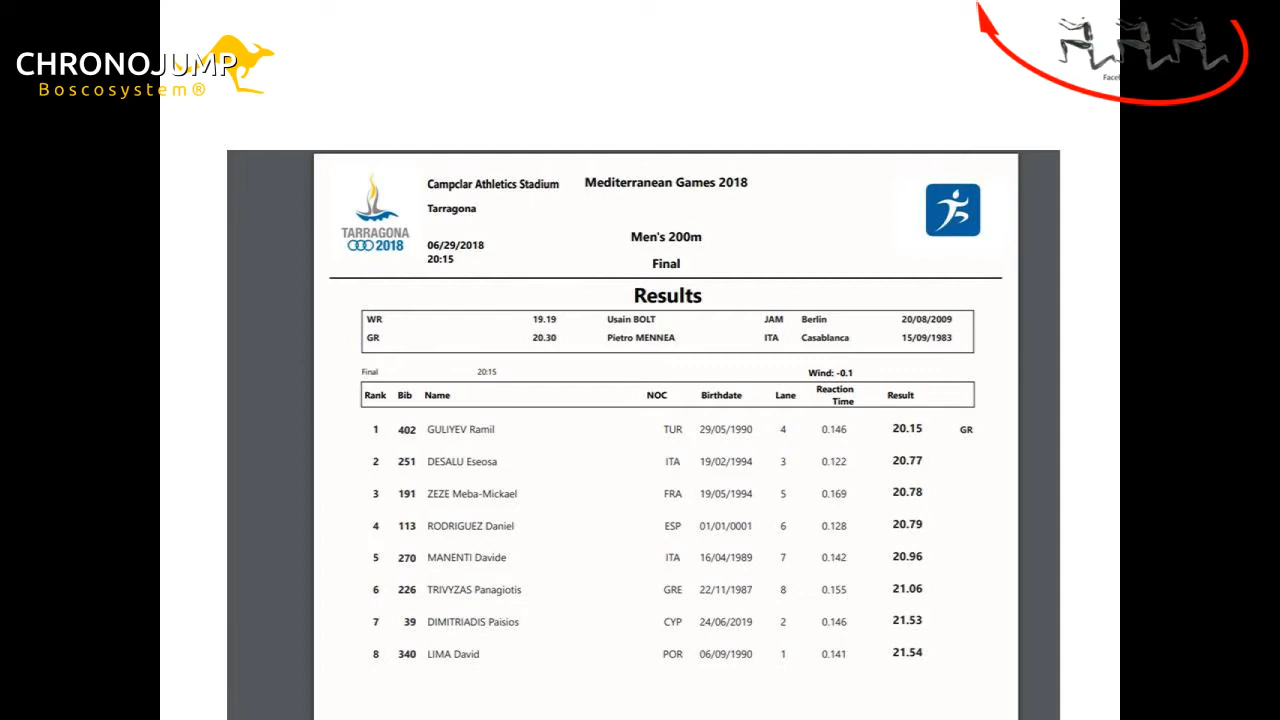 CHRONOJUMP
Boscosystem®
Campclar Athletics Stadium Mediterranean Games 2018
Tarragona
TARRAGONA
2018
06/29/2018
20:15
Men's 200m
Final
Results
WR 19.19 Usain BOLT JAM Berlin 20/08/2009
GR 20.30 Pietro MENNEA ITA Casablanca 15/09/1983
Final 20:15 Wind: -0.1
Rank Bib Name NOC Birthdate Lane Reaction Time Result
1 402 GULIYEV Ramil TUR 29/05/1990 4 0.146 20.15 GR
2 251 DESALU Eseosa ITA 19/02/1994 3 0.122 20.77
3 191 ZEZE Meba-Mickael FRA 19/05/1994 5 0.169 20.78
4 113 RODRIGUEZ Daniel ESP 01/01/0001 6 0.128 20.79
5 270 MANENTI Davide ITA 16/04/1989 7 0.142 20.96
6 226 TRIVYZAS Panagiotis GRE 22/11/1987 8 0.155 21.06
7 39 DIMITRIADIS Paisios CYP 24/06/2019 2 0.146 21.53
8 340 LIMA David POR 06/09/1990 1 0.141 21.54